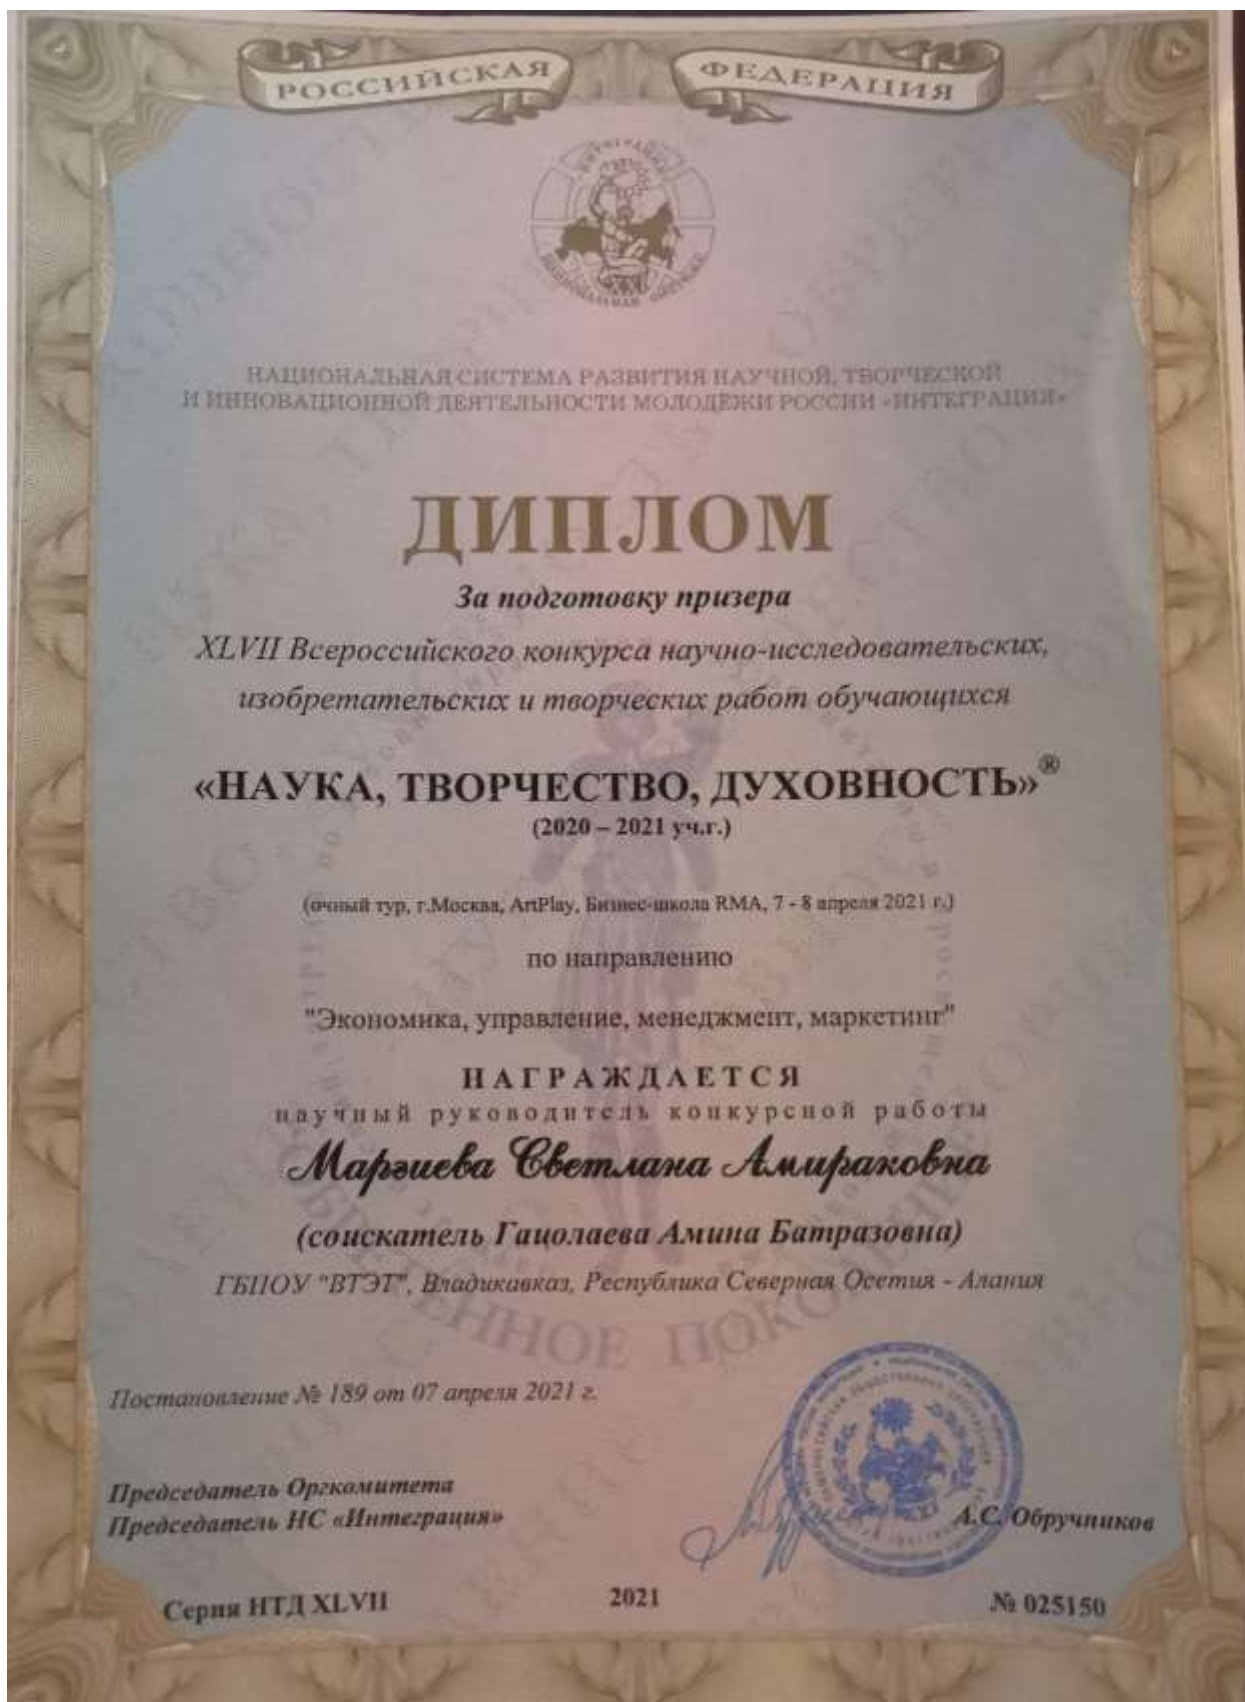 РОССИЙСКАЯ ФЕДЕРАЦИЯ
НАЦИОНАЛЬНАЯ СИСТЕМА РАЗВИТИЯ НАУЧНОЙ, ТВОРЧЕСКОЙ
И ИННОВАЦИОННОЙ ДЕЯТЕЛЬНОСТИ МОЛОДЁЖИ РОССИИ «ИНТЕГРАЦИЯ»
ДИПЛОМ
За подготовку призера
XLVII Всероссийского конкурса научно-исследовательских,
изобретательских и творческих работ обучающихся
«НАУКА, ТВОРЧЕСТВО, ДУХОВНОСТЬ»®
(2020 – 2021 уч.г.)
(очный тур, г.Москва, ArtPlay, Бизнес-школа RMA, 7 - 8 апреля 2021 г.)
по направлению
"Экономика, управление, менеджмент, маркетинг"
НАГРАЖДАЕТСЯ
научный руководитель конкурсной работы
Маргиева Светлана Амираковна
(соискатель Гацолаева Амина Батразовна)
ГБПОУ "ВТЭТ", Владикавказ, Республика Северная Осетия - Алания
Постановление № 189 от 07 апреля 2021 г.
Председатель Оргкомитета
Председатель НС «Интеграция»
А.С. Обручников
Серия НТД XLVII 2021 № 025150